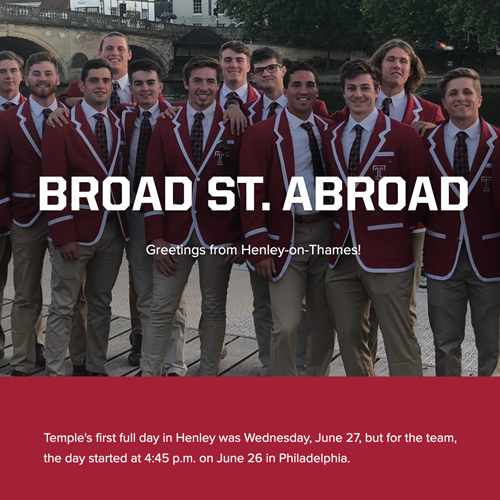 BROAD ST. ABROAD
Greetings from Henley-on-Thames!
Temple's first full day in Henley was Wednesday, June 27, but for the team,
the day started at 4:45 p.m. on June 26 in Philadelphia.